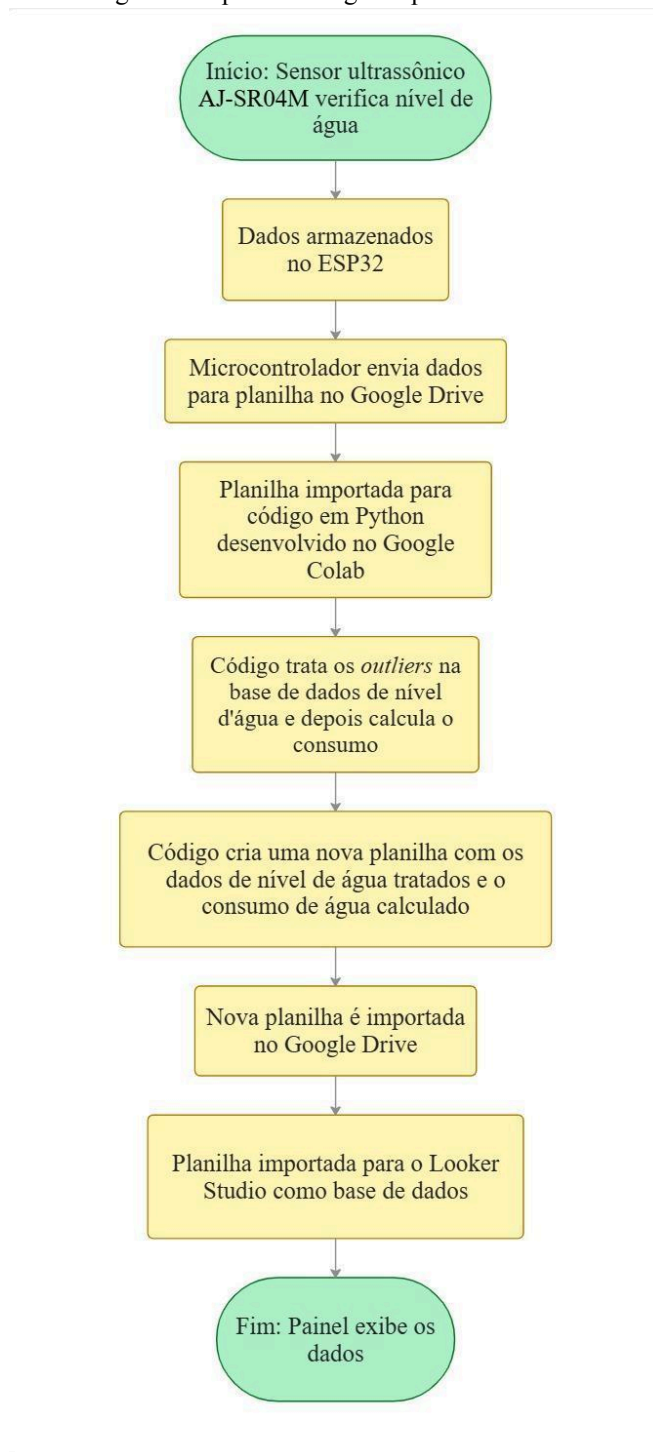 Início: Sensor ultrassônico
AJ-SR04M verifica nível de
água
Dados armazenados
no ESP32
Microcontrolador envia dados
para planilha no Google Drive
Planilha importada para
código em Python
desenvolvido no Google
Colab
Código trata os outliers na
base de dados de nível
d'água e depois calcula o
consumo
Código cria uma nova planilha com os
dados de nível de água tratados e o
consumo de água calculado
Nova planilha é importada
no Google Drive
Planilha importada para o Looker
Studio como base de dados
Fim: Painel exibe os
dados